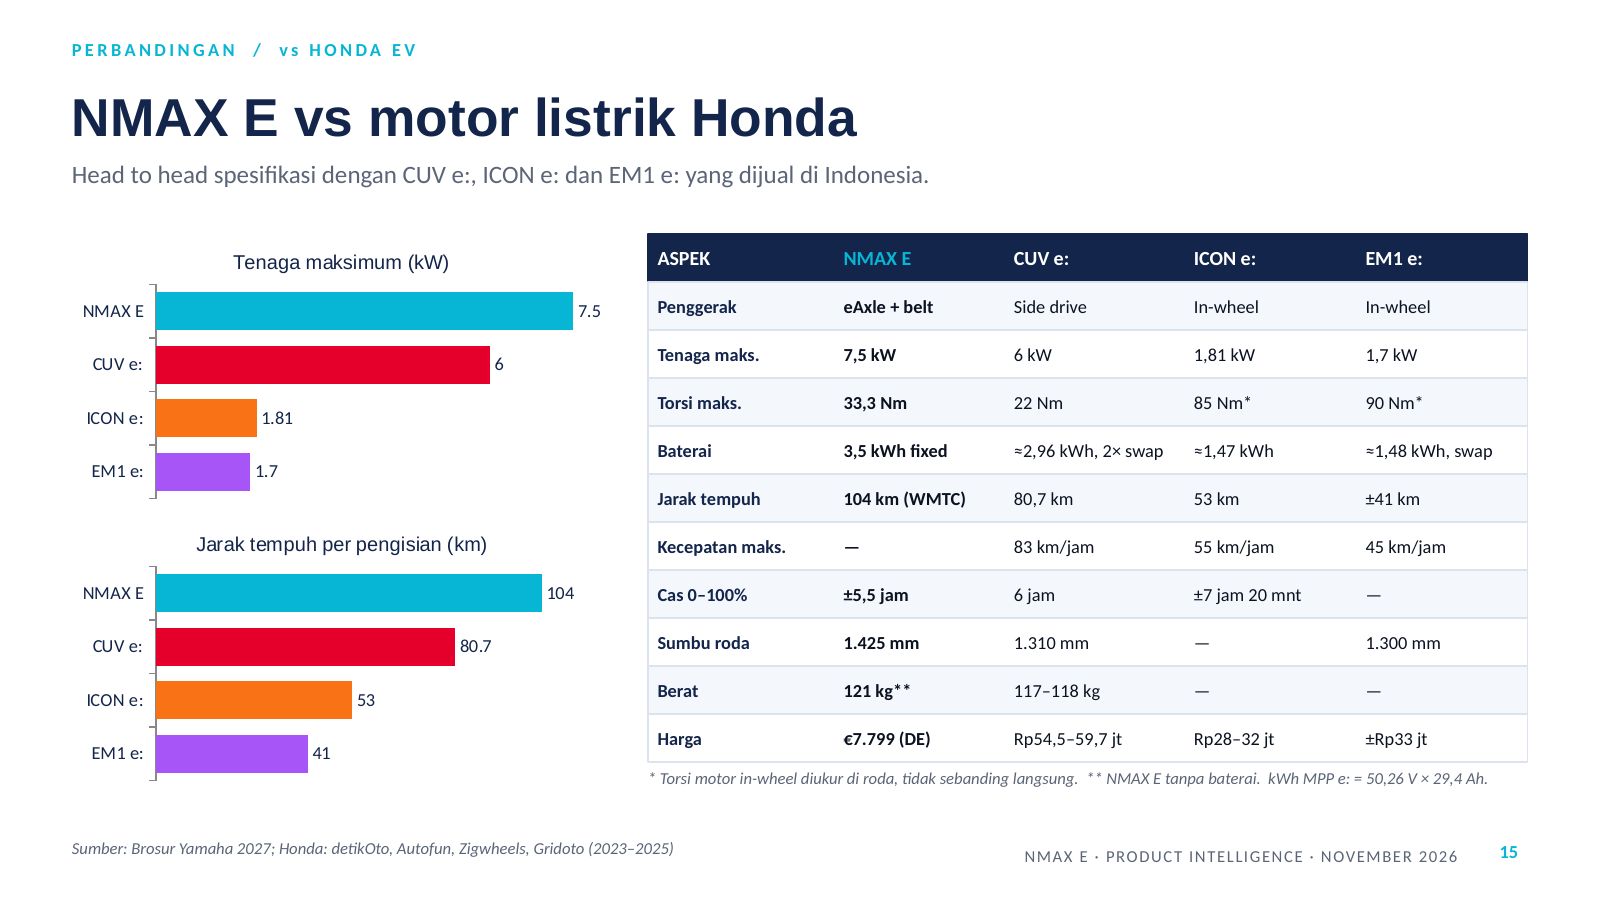 PERBANDINGAN / vs HONDA EV
NMAX E vs motor listrik Honda
Head to head spesifikasi dengan CUV e:, ICON e: dan EM1 e: yang dijual di Indonesia.
Tenaga maksimum (kW)
NMAX E 7.5
CUV e: 6
ICON e: 1.81
EM1 e: 1.7
Jarak tempuh per pengisian (km)
NMAX E 104
CUV e: 80.7
ICON e: 53
EM1 e: 41
ASPEK NMAX E CUV e: ICON e: EM1 e:
Penggerak eAxle + belt Side drive In-wheel In-wheel
Tenaga maks. 7,5 kW 6 kW 1,81 kW 1,7 kW
Torsi maks. 33,3 Nm 22 Nm 85 Nm* 90 Nm*
Baterai 3,5 kWh fixed ≈2,96 kWh, 2× swap ≈1,47 kWh ≈1,48 kWh, swap
Jarak tempuh 104 km (WMTC) 80,7 km 53 km ±41 km
Kecepatan maks. — 83 km/jam 55 km/jam 45 km/jam
Cas 0–100% ±5,5 jam 6 jam ±7 jam 20 mnt —
Sumbu roda 1.425 mm 1.310 mm — 1.300 mm
Berat 121 kg** 117–118 kg — —
Harga €7.799 (DE) Rp54,5–59,7 jt Rp28–32 jt ±Rp33 jt
* Torsi motor in-wheel diukur di roda, tidak sebanding langsung. ** NMAX E tanpa baterai. kWh MPP e: = 50,26 V × 29,4 Ah.
Sumber: Brosur Yamaha 2027; Honda: detikOto, Autofun, Zigwheels, Gridoto (2023–2025)
NMAX E · PRODUCT INTELLIGENCE · NOVEMBER 2026 15